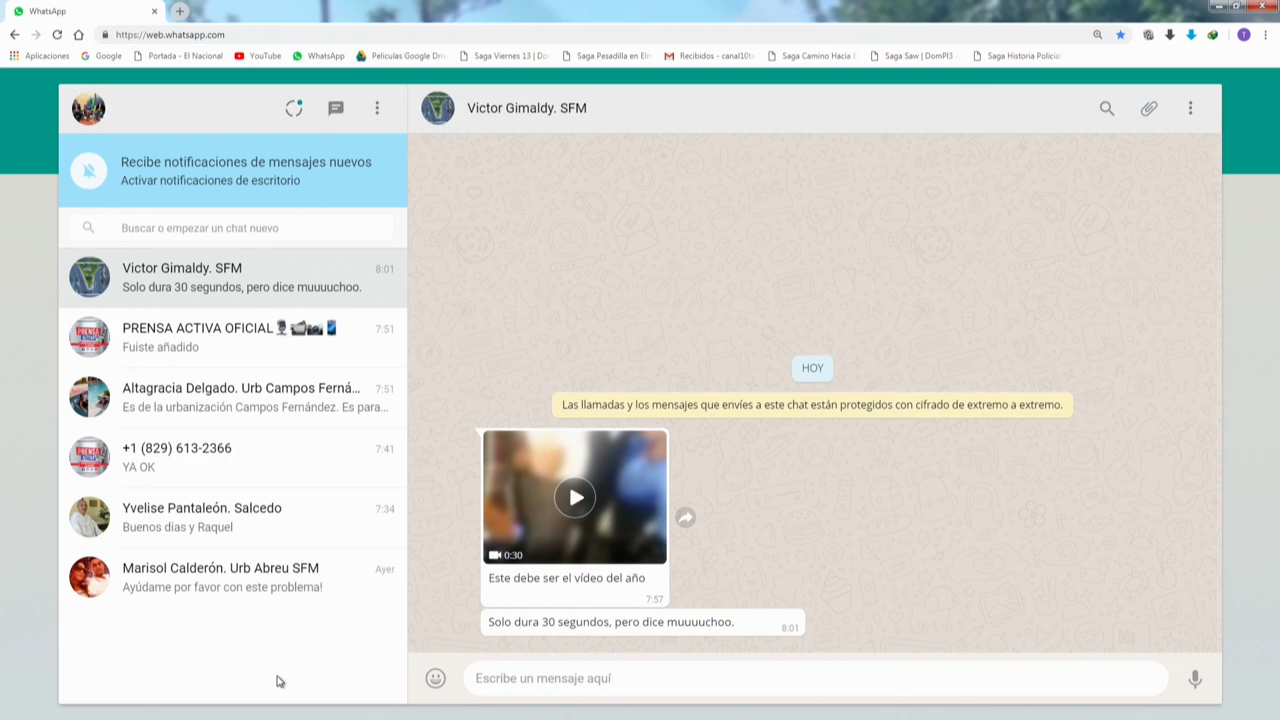 WhatsApp
https://web.whatsapp.com
Aplicaciones
Google
Portada - El Nacional
YouTube
WhatsApp
Peliculas Google Dri
Saga Viernes 13 | Do
Saga Pesadilla en Elm
Recibidos - canal10t
Saga Camino Hacia
Saga Saw | DomPl3 -
Saga Historia Policial
T
Recibe notificaciones de mensajes nuevos
Activar notificaciones de escritorio
Buscar o empezar un chat nuevo
Victor Gimaldy. SFM 8:01
Solo dura 30 segundos, pero dice muuuuchoo.
PRENSA ACTIVA OFICIAL 7:51
Fuiste añadido
Altagracia Delgado. Urb Campos Ferná... 7:51
Es de la urbanización Campos Fernández. Es para...
+1 (829) 613-2366 7:41
YA OK
Yvelise Pantaleón. Salcedo 7:34
Buenos dias y Raquel
Marisol Calderón. Urb Abreu SFM Ayer
Ayúdame por favor con este problema!
Victor Gimaldy. SFM
HOY
Las llamadas y los mensajes que envíes a este chat están protegidos con cifrado de extremo a extremo.
0:30
Este debe ser el vídeo del año
7:57
Solo dura 30 segundos, pero dice muuuuchoo.
8:01
Escribe un mensaje aquí